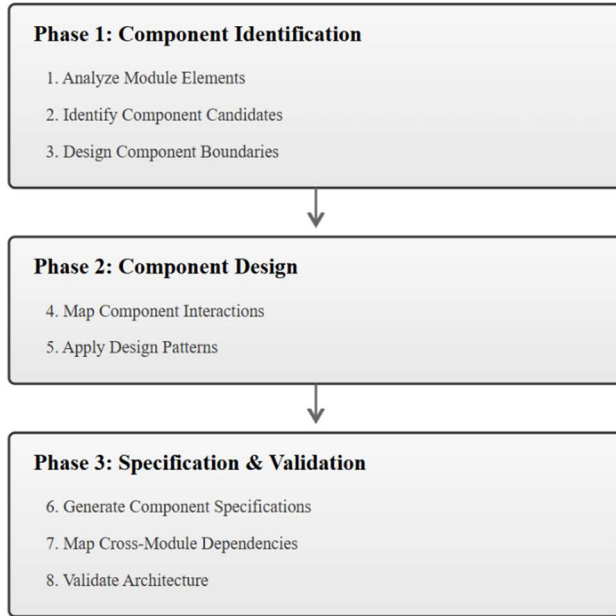 Phase 1: Component Identification
1. Analyze Module Elements
2. Identify Component Candidates
3. Design Component Boundaries
Phase 2: Component Design
4. Map Component Interactions
5. Apply Design Patterns
Phase 3: Specification & Validation
6. Generate Component Specifications
7. Map Cross-Module Dependencies
8. Validate Architecture